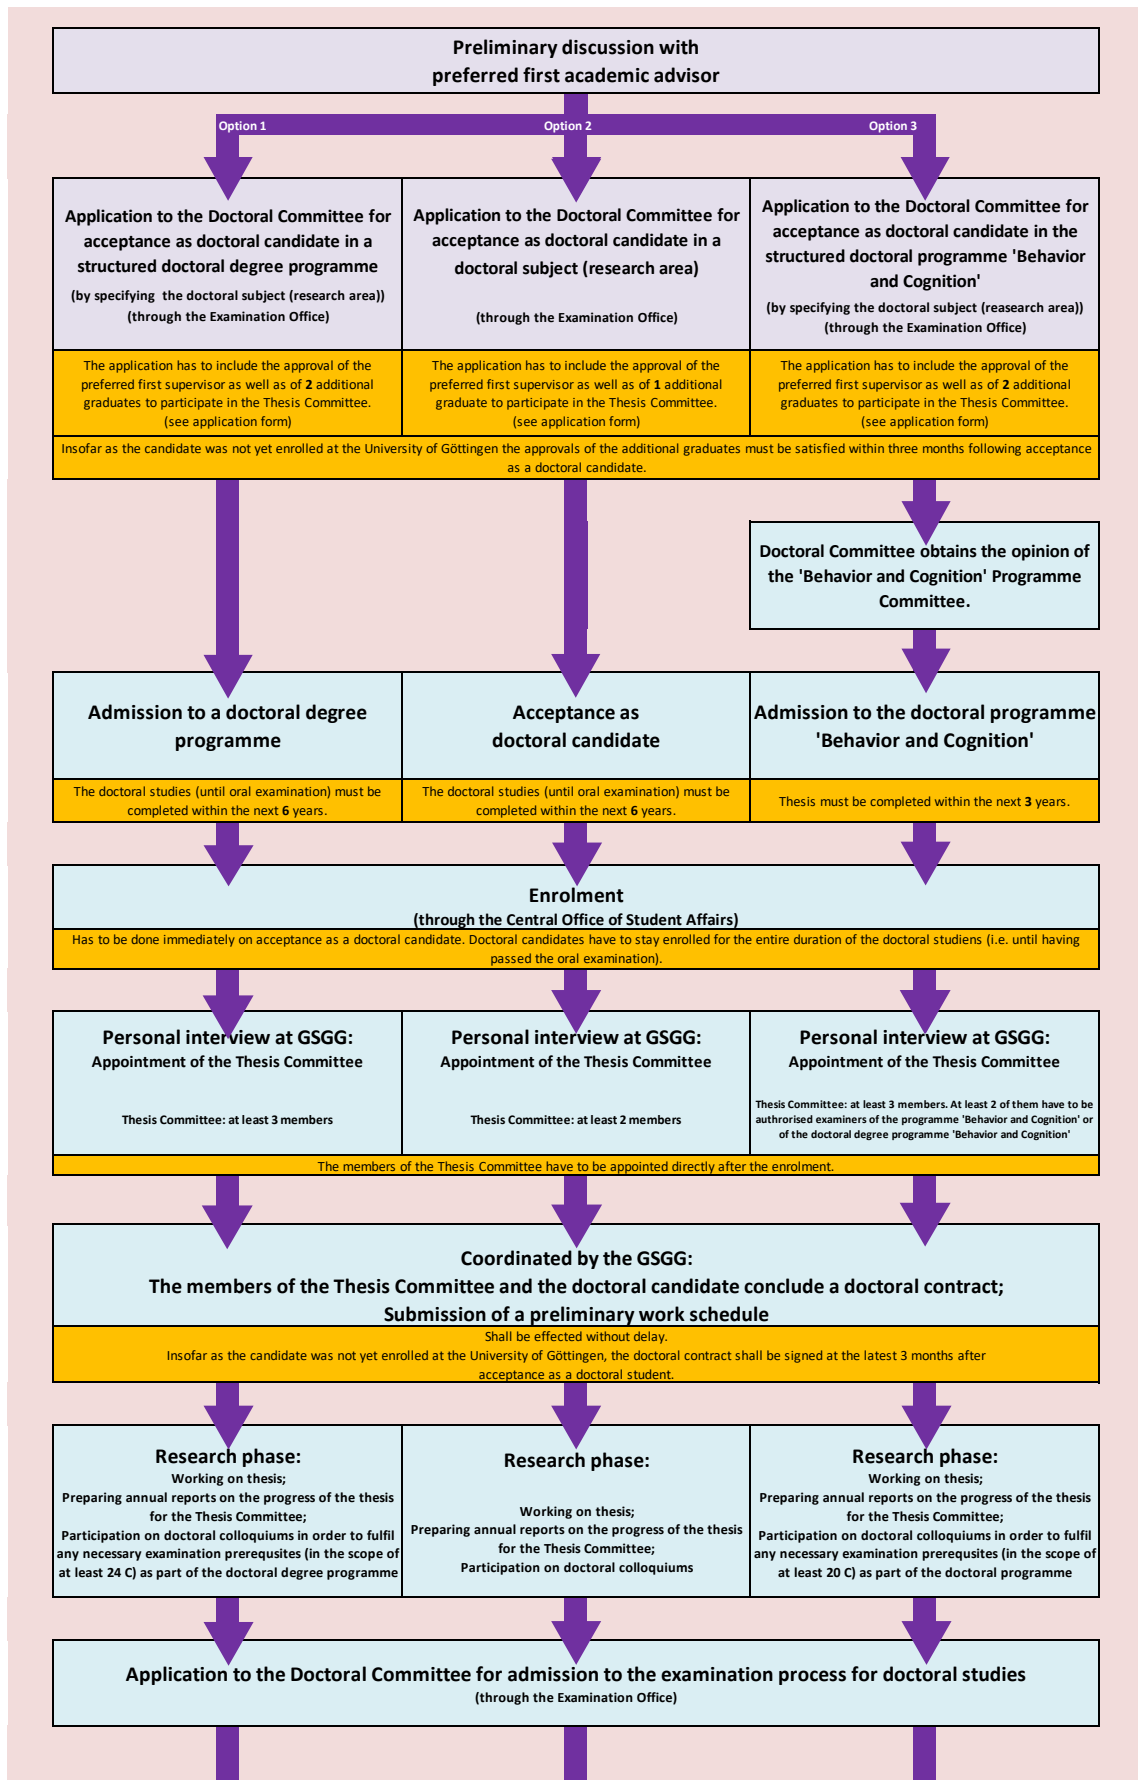 Preliminary discussion with
preferred first academic advisor
Option 1
Option 2
Option 3
Application to the Doctoral Committee for
acceptance as doctoral candidate in a
structured doctoral degree programme
(by specifying the doctoral subject (research area))
(through the Examination Office)
Application to the Doctoral Committee for
acceptance as doctoral candidate in a
doctoral subject (research area)
(through the Examination Office)
Application to the Doctoral Committee for
acceptance as doctoral candidate in the
structured doctoral programme 'Behavior
and Cognition'
(by specifying the doctoral subject (reasearch area))
(through the Examination Office)
The application has to include the approval of the
preferred first supervisor as well as of 2 additional
graduates to participate in the Thesis Committee.
(see application form)
The application has to include the approval of the
preferred first supervisor as well as of 1 additional
graduate to participate in the Thesis Committee.
(see application form)
The application has to include the approval of the
preferred first supervisor as well as of 2 additional
graduates to participate in the Thesis Committee.
(see application form)
Insofar as the candidate was not yet enrolled at the University of Göttingen the approvals of the additional graduates must be satisfied within three months following acceptance
as a doctoral candidate.
Doctoral Committee obtains the opinion of
the 'Behavior and Cognition' Programme
Committee.
Admission to a doctoral degree
programme
Acceptance as
doctoral candidate
Admission to the doctoral programme
'Behavior and Cognition'
The doctoral studies (until oral examination) must be
completed within the next 6 years.
The doctoral studies (until oral examination) must be
completed within the next 6 years.
Thesis must be completed within the next 3 years.
Enrolment
(through the Central Office of Student Affairs)
Has to be done immediately on acceptance as a doctoral candidate. Doctoral candidates have to stay enrolled for the entire duration of the doctoral studiens (i.e. until having
passed the oral examination).
Personal interview at GSGG:
Appointment of the Thesis Committee
Thesis Committee: at least 3 members
Personal interview at GSGG:
Appointment of the Thesis Committee
Thesis Committee: at least 2 members
Personal interview at GSGG:
Appointment of the Thesis Committee
Thesis Committee: at least 3 members. At least 2 of them have to be
authrorised examiners of the programme 'Behavior and Cognition' or
of the doctoral degree programme 'Behavior and Cognition'
The members of the Thesis Committee have to be appointed directly after the enrolment.
Coordinated by the GSGG:
The members of the Thesis Committee and the doctoral candidate conclude a doctoral contract;
Submission of a preliminary work schedule
Shall be effected without delay.
Insofar as the candidate was not yet enrolled at the University of Göttingen, the doctoral contract shall be signed at the latest 3 months after
acceptance as a doctoral student.
Research phase:
Working on thesis;
Preparing annual reports on the progress of the thesis
for the Thesis Committee;
Participation on doctoral colloquiums in order to fulfil
any necessary examination prerequsites (in the scope of
at least 24 C) as part of the doctoral degree programme
Research phase:
Working on thesis;
Preparing annual reports on the progress of the thesis
for the Thesis Committee;
Participation on doctoral colloquiums
Research phase:
Working on thesis;
Preparing annual reports on the progress of the thesis
for the Thesis Committee;
Participation on doctoral colloquiums in order to fulfil
any necessary examination prerequsites (in the scope of
at least 20 C) as part of the doctoral programme
Application to the Doctoral Committee for admission to the examination process for doctoral studies
(through the Examination Office)